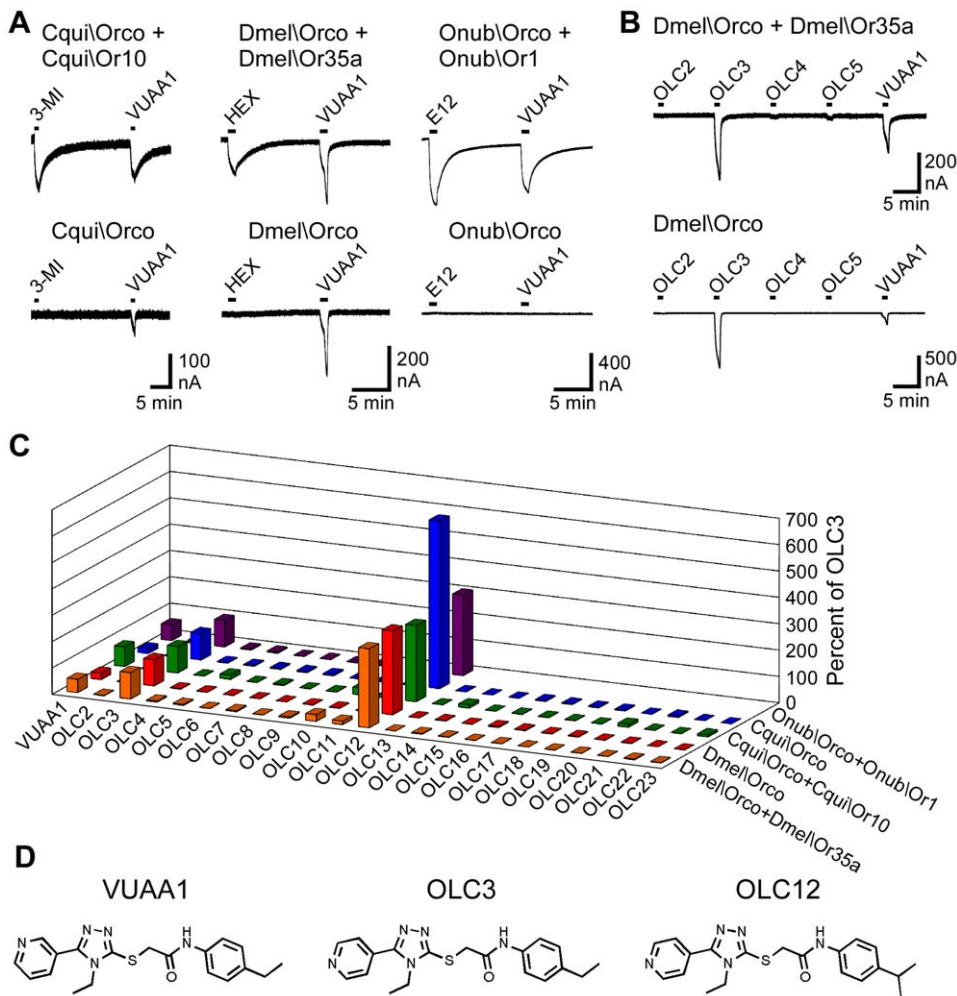 A
Cqui\Orco +
Cqui\Or10
Dmel\Orco +
Dmel\Or35a
Onub\Orco +
Onub\Or1
3-MI
VUAA1
HEX
VUAA1
E12
VUAA1
Cqui\Orco
Dmel\Orco
Onub\Orco
3-MI
VUAA1
HEX
VUAA1
E12
VUAA1
100
nA
5 min
200
nA
5 min
400
nA
5 min
B
Dmel\Orco + Dmel\Or35a
OLC2
OLC3
OLC4
OLC5
VUAA1
200
nA
5 min
Dmel\Orco
OLC2
OLC3
OLC4
OLC5
VUAA1
500
nA
5 min
C
700
600
500
400
300
200
100
0
Percent of OLC3
VUAA1
OLC2
OLC3
OLC4
OLC5
OLC6
OLC7
OLC8
OLC9
OLC10
OLC11
OLC12
OLC13
OLC14
OLC15
OLC16
OLC17
OLC18
OLC19
OLC20
OLC21
OLC22
OLC23
Onub\Orco+Onub\Or1
Cqui\Orco
Cqui\Orco+Cqui\Or10
Dmel\Orco
Dmel\Orco+Dmel\Or35a
D
VUAA1
OLC3
OLC12
N
N N
N
S
O
H
N
N
N N
N
S
O
H
N
N
N N
N
S
O
H
N